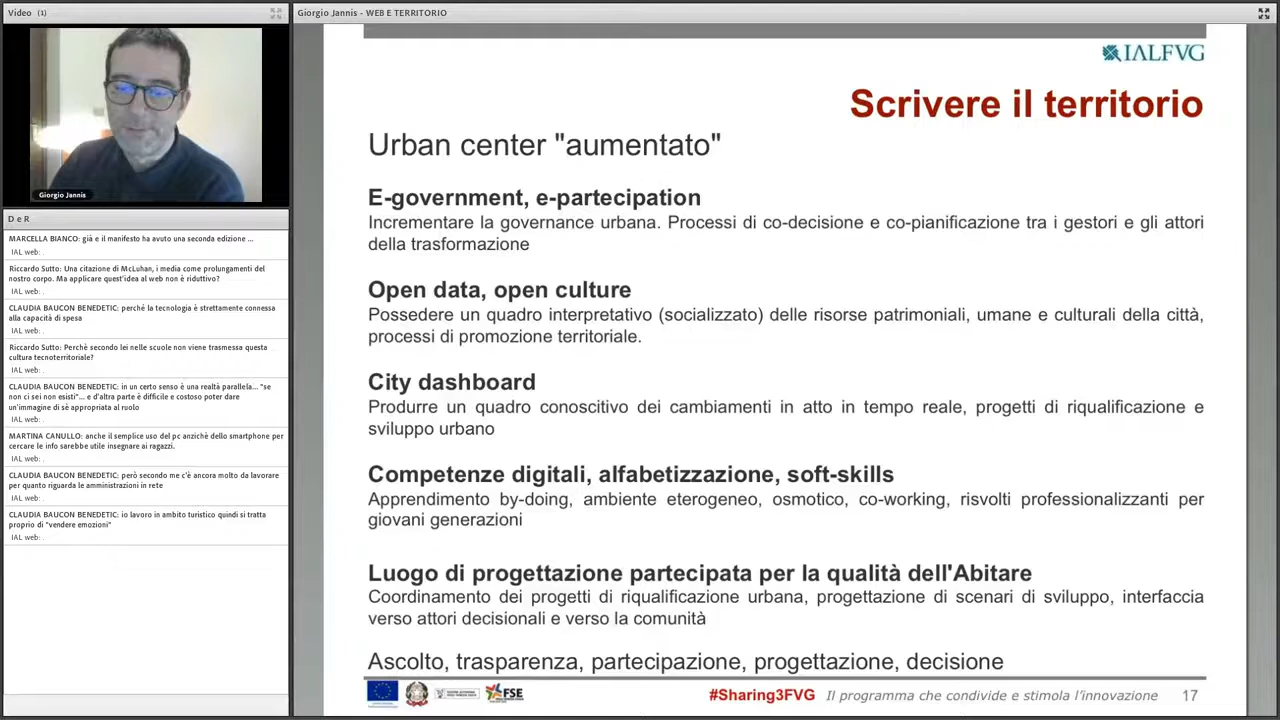 Video (1)
Giorgio Jannis
D e R
MARCELLA BIANCO: già e il manifesto ha avuto una seconda edizione ...
IAL web: .
Riccardo Sutto: Una citazione di McLuhan, i media come prolungamenti del
nostro corpo. Ma applicare quest'idea al web non è riduttivo?
IAL web: .
CLAUDIA BAUCON BENEDETIC: perché la tecnologia è strettamente connessa
alla capacità di spesa
IAL web: .
Riccardo Sutto: Perchè secondo lei nelle scuole non viene trasmessa questa
cultura tecnoterritoriale?
IAL web: .
CLAUDIA BAUCON BENEDETIC: in un certo senso è una realtà parallela... "se
non ci sei non esisti"... e d'altra parte è difficile e costoso poter dare
un'immagine di sè appropriata al ruolo
IAL web: .
MARTINA CANULLO: anche il semplice uso del pc anzichè dello smartphone per
cercare le info sarebbe utile insegnare ai ragazzi.
IAL web: .
CLAUDIA BAUCON BENEDETIC: però secondo me c'è ancora molto da lavorare
per quanto riguarda le amministrazioni in rete
IAL web: .
CLAUDIA BAUCON BENEDETIC: io lavoro in ambito turistico quindi si tratta
proprio di "vendere emozioni"
IAL web: .
Giorgio Jannis - WEB E TERRITORIO
IALFVG
Scrivere il territorio
Urban center "aumentato"
E-government, e-partecipation
Incrementare la governance urbana. Processi di co-decisione e co-pianificazione tra i gestori e gli attori
della trasformazione
Open data, open culture
Possedere un quadro interpretativo (socializzato) delle risorse patrimoniali, umane e culturali della città,
processi di promozione territoriale.
City dashboard
Produrre un quadro conoscitivo dei cambiamenti in atto in tempo reale, progetti di riqualificazione e
sviluppo urbano
Competenze digitali, alfabetizzazione, soft-skills
Apprendimento by-doing, ambiente eterogeneo, osmotico, co-working, risvolti professionalizzanti per
giovani generazioni
Luogo di progettazione partecipata per la qualità dell'Abitare
Coordinamento dei progetti di riqualificazione urbana, progettazione di scenari di sviluppo, interfaccia
verso attori decisionali e verso la comunità
Ascolto, trasparenza, partecipazione, progettazione, decisione
FSE
#Sharing3FVG Il programma che condivide e stimola l'innovazione 17